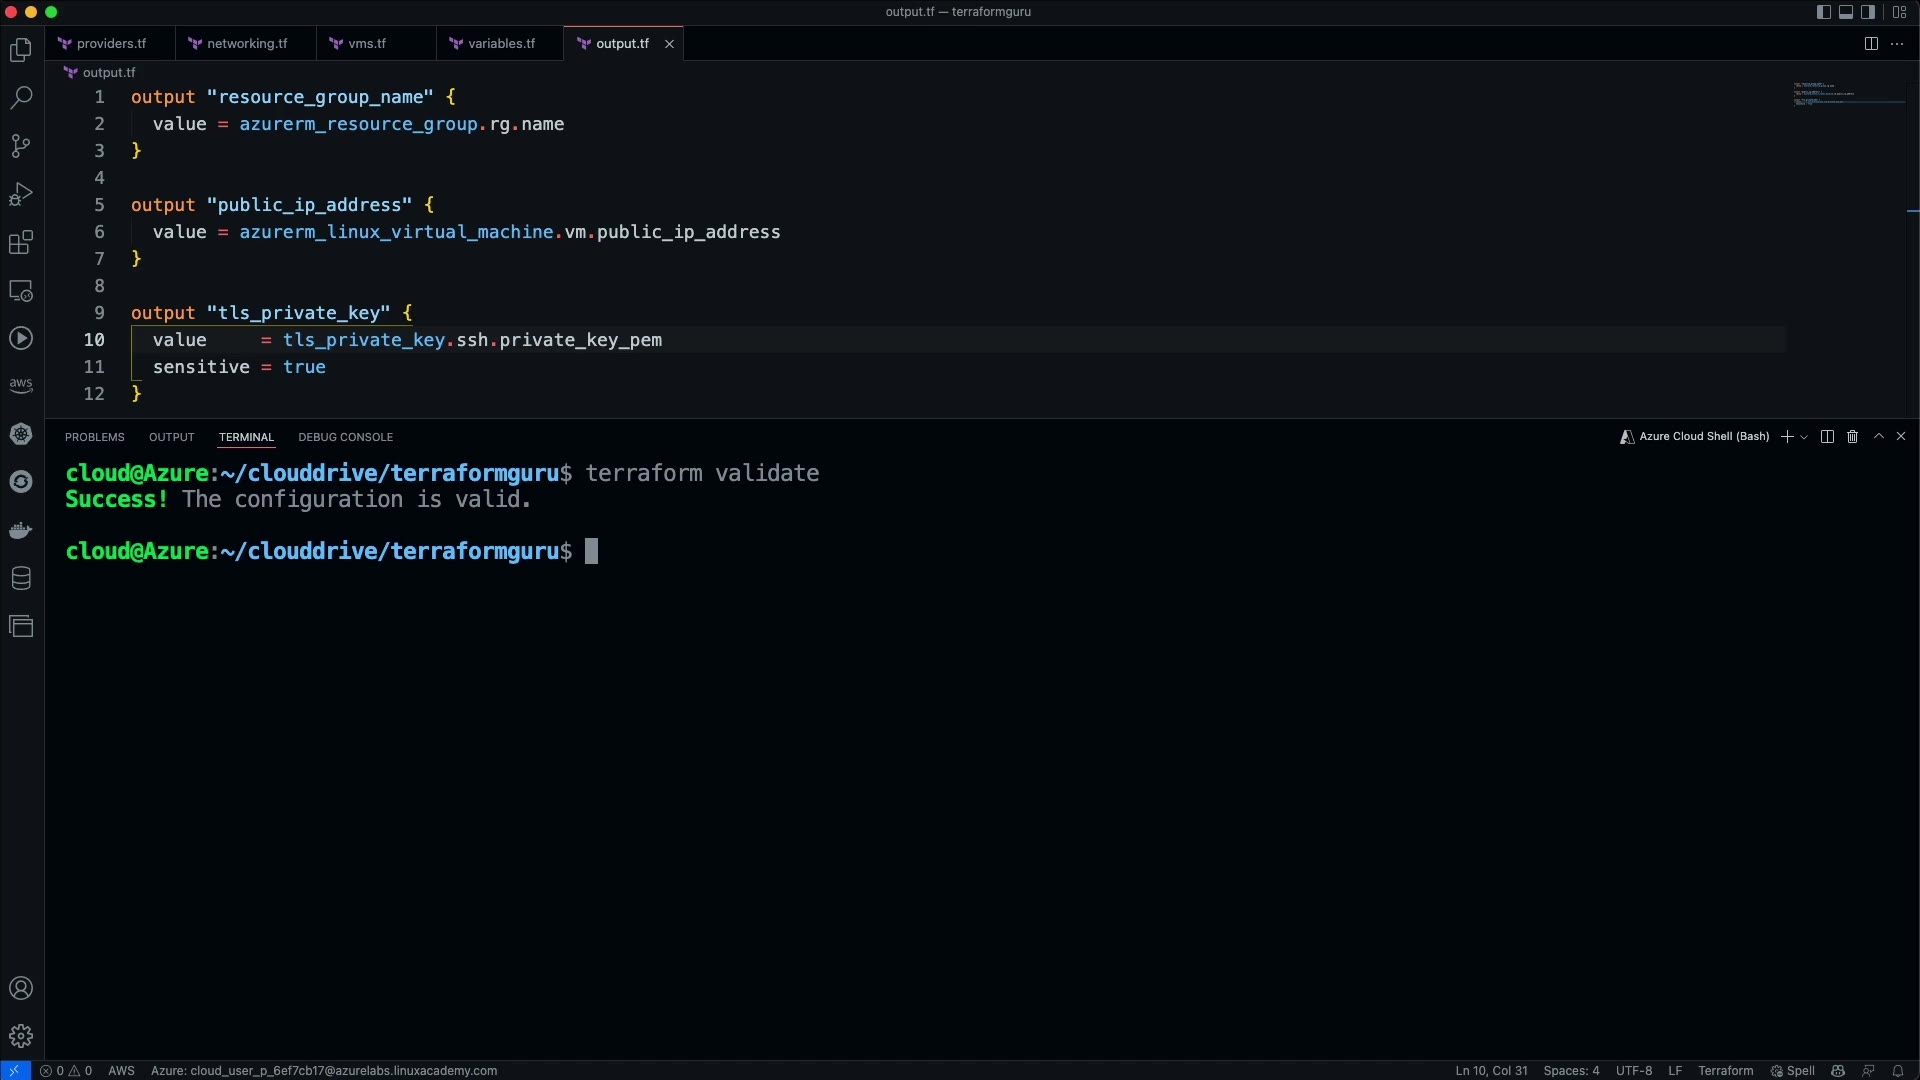 output.tf — terraformguru
providers.tf
networking.tf
vms.tf
variables.tf
output.tf
output.tf
1 output "resource_group_name" {
2 value = azurerm_resource_group.rg.name
3 }
4
5 output "public_ip_address" {
6 value = azurerm_linux_virtual_machine.vm.public_ip_address
7 }
8
9 output "tls_private_key" {
10 value     = tls_private_key.ssh.private_key_pem
11 sensitive = true
12 }
PROBLEMS OUTPUT TERMINAL DEBUG CONSOLE
Azure Cloud Shell (Bash)
cloud@Azure:~/clouddrive/terraformguru$ terraform validate
Success! The configuration is valid.
cloud@Azure:~/clouddrive/terraformguru$
aws
0 0 AWS Azure: cloud_user_p_6ef7cb17@azurelabs.linuxacademy.com
Ln 10, Col 31 Spaces: 4 UTF-8 LF Terraform Spell